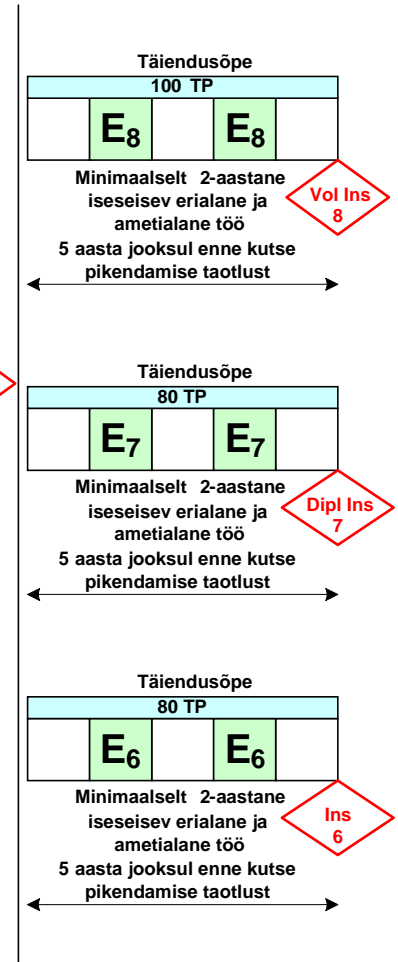 Täiendusõpe
100 TP
E8 E8
Minimaalselt 2-aastane
iseseisev erialane ja
ametialane töö
5 aasta jooksul enne kutse
pikendamise taotlust
Vol Ins
8
Täiendusõpe
80 TP
E7 E7
Minimaalselt 2-aastane
iseseisev erialane ja
ametialane töö
5 aasta jooksul enne kutse
pikendamise taotlust
Dipl Ins
7
Täiendusõpe
80 TP
E6 E6
Minimaalselt 2-aastane
iseseisev erialane ja
ametialane töö
5 aasta jooksul enne kutse
pikendamise taotlust
Ins
6